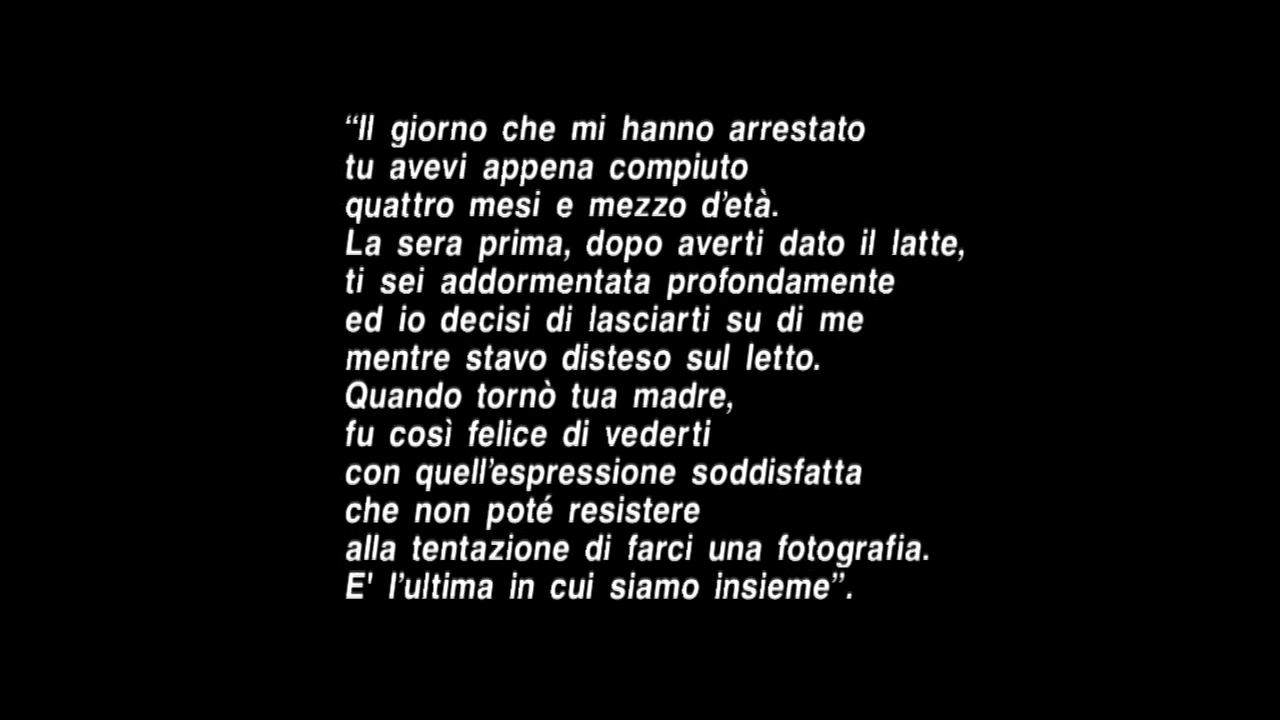 “Il giorno che mi hanno arrestato
tu avevi appena compiuto
quattro mesi e mezzo d’età.
La sera prima, dopo averti dato il latte,
ti sei addormentata profondamente
ed io decisi di lasciarti su di me
mentre stavo disteso sul letto.
Quando tornò tua madre,
fu così felice di vederti
con quell’espressione soddisfatta
che non poté resistere
alla tentazione di farci una fotografia.
E' l’ultima in cui siamo insieme”.